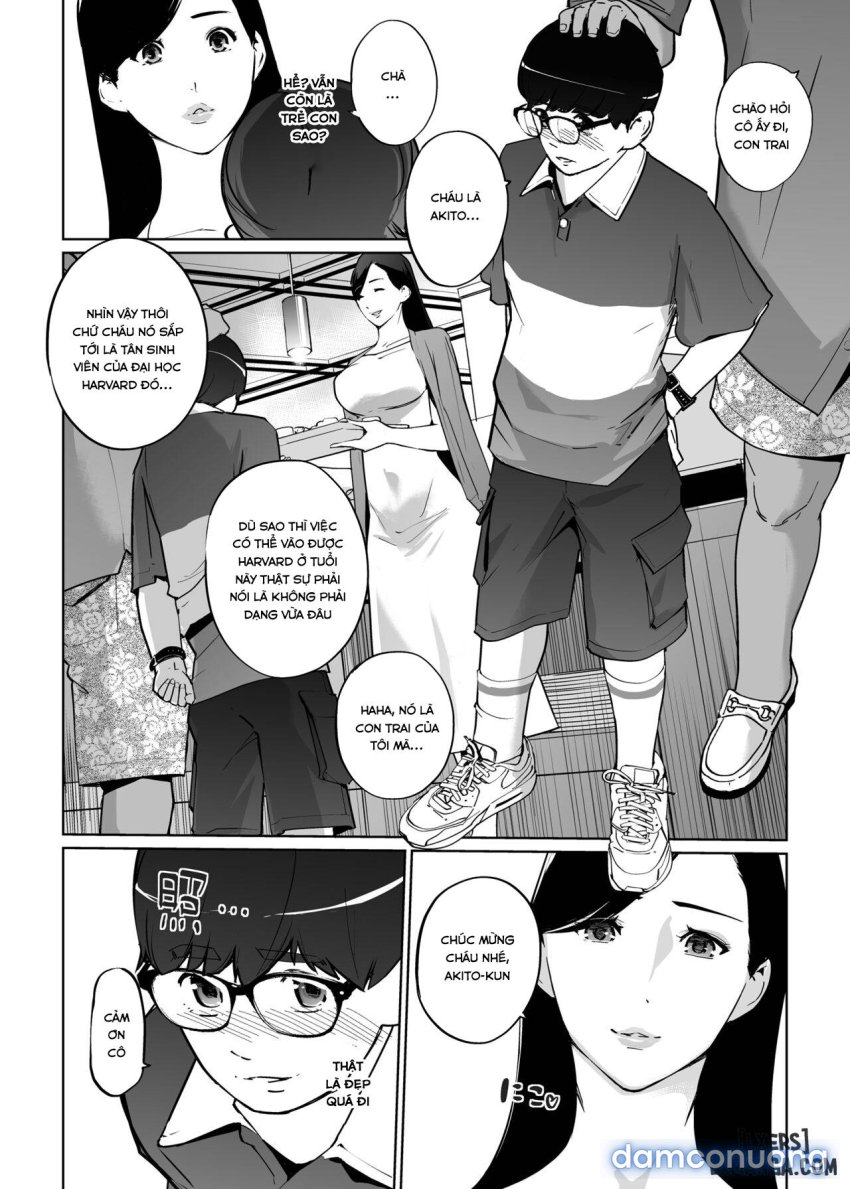 CHÀO HỎI
CÔ ẤY ĐI,
CON TRAI
CHÀ
...
CHÁU LÀ
AKITO...
HỂ? VẪN
CÒN LÀ
TRẺ CON
SAO?
NHÌN VẬY THÔI
CHỨ CHÁU NÓ SẮP
TỚI LÀ TÂN SINH
VIÊN CỦA ĐẠI HỌC
HARVARD ĐÓ...
DÙ SAO THÌ VIỆC
CÓ THỂ VÀO ĐƯỢC
HARVARD Ở TUỔI
NÀY THẬT SỰ PHẢI
NÓI LÀ KHÔNG PHẢI
DẠNG VỪA ĐÂU
HAHA, NÓ LÀ
CON TRAI CỦA
TÔI MÀ...
CHÚC MỪNG
CHÁU NHÉ,
AKITO-KUN
にこ♡
照....
CẢM
ƠN
CÔ
THẬT
LÀ ĐẸP
QUÁ ĐI
damconuong
.COM